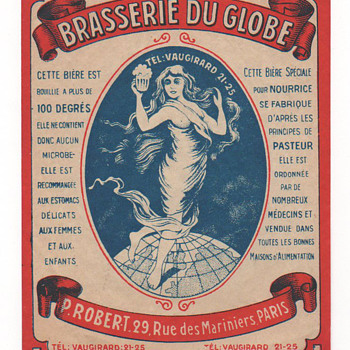 BRASSERIE DU GLOBE
TEL: VAUGIRARD 21-25
CETTE BIÈRE EST
BOUILLIE A PLUS DE
100 DEGRÉS
ELLE NE CONTIENT
DONC AUCUN
MICROBE-
ELLE EST
RECOMMANDÉE
AUX ESTOMACS
DÉLICATS
AUX FEMMES
ET AUX
ENFANTS
CETTE BIÈRE SPÉCIALE
POUR NOURRICE
SE FABRIQUE
D'APRÈS LES
PRINCIPES DE
PASTEUR
ELLE EST
ORDONNÉE
PAR DE
NOMBREUX
MÉDECINS ET
VENDUE DANS
TOUTES LES BONNES
MAISONS D'ALIMENTATION
P. ROBERT. 29, Rue des Mariniers. PARIS
TÉL: VAUGIRARD: 21-25
TÉL: VAUGIRARD 21-25